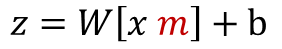 z = W[x m] + b